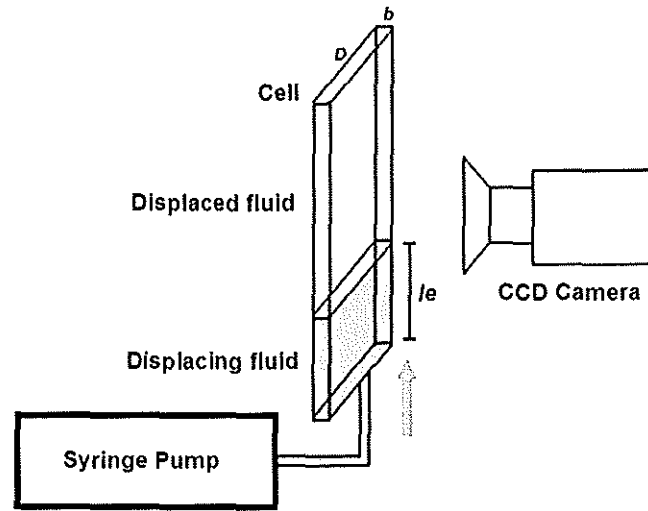 b
D
Cell
Displaced fluid
le
CCD Camera
Displacing fluid
Syringe Pump